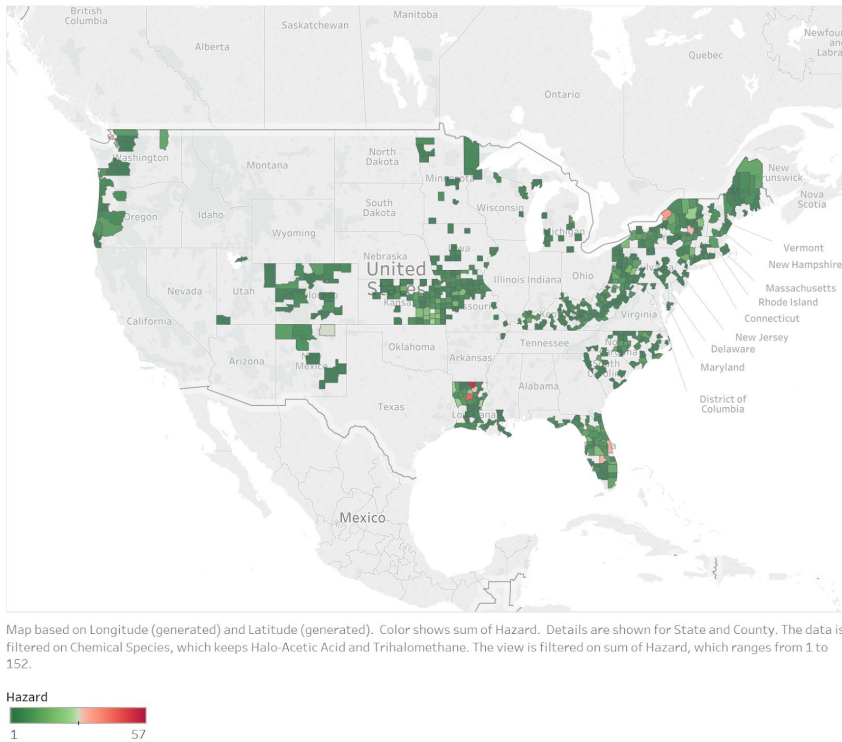 British
Columbia
Manitoba
Saskatchewan
Alberta
Newfou
an
Labra
Quebec
Ontario
Washington
Montana
North
Dakota
New
runswick
Nova
Scotia
Oregon
Idaho
South
Dakota
Wisconsin
Wyoming
Vermont
New Hampshire
Massachusetts
Rhode Island
Connecticut
New Jersey
Delaware
Maryland
District of
Columbia
Nebraska
United
Nevada
Utah
Illinois Indiana
Ohio
Virginia
California
Kansas
Arizona
Oklahoma
Tennessee
Arkansas
Alabama
Texas
Mexico
Map based on Longitude (generated) and Latitude (generated). Color shows sum of Hazard. Details are shown for State and County. The data is
filtered on Chemical Species, which keeps Halo-Acetic Acid and Trihalomethane. The view is filtered on sum of Hazard, which ranges from 1 to
152.
Hazard
1 57